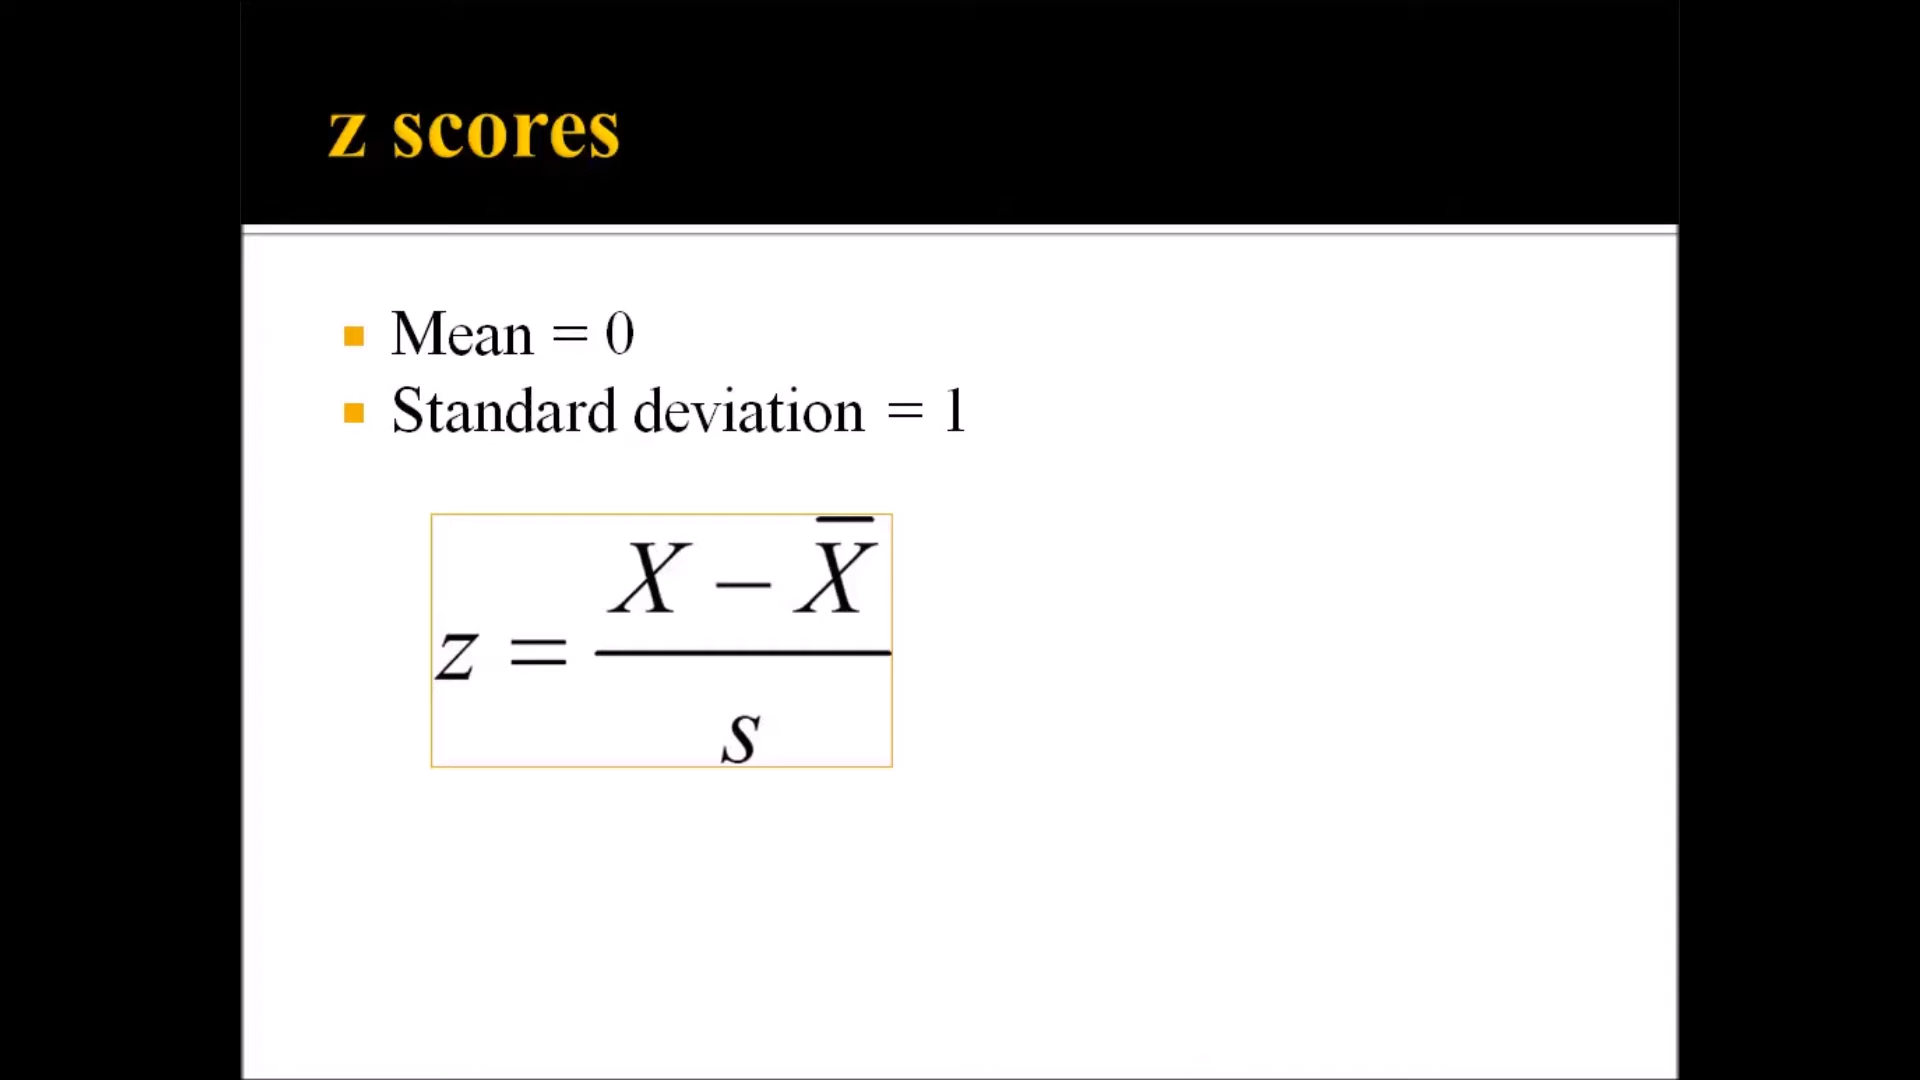 z scores
Mean = 0
Standard deviation = 1
z = (X − X̅) / s